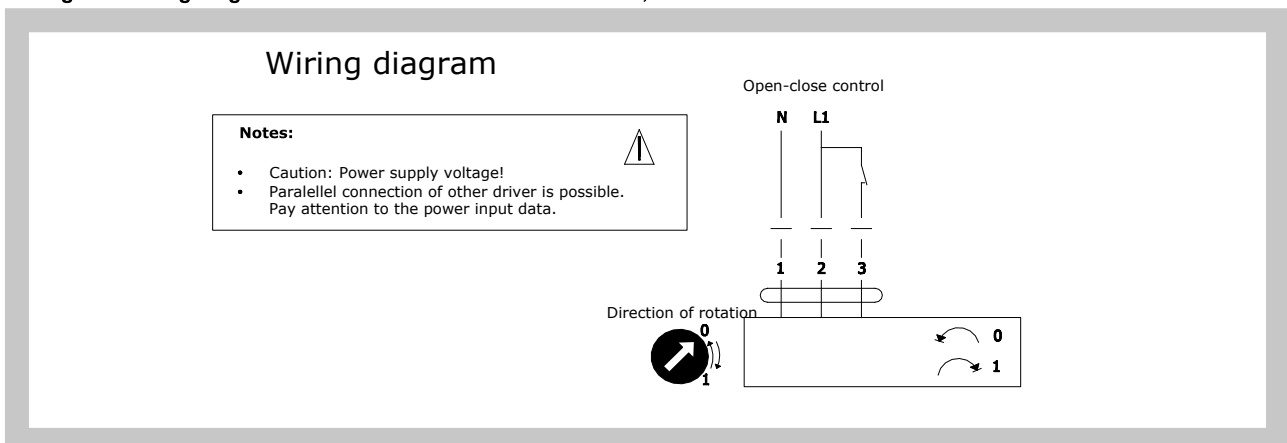 Wiring diagram
Open-close control
N L1
Notes:
• Caution: Power supply voltage!
• Paralellel connection of other driver is possible.
Pay attention to the power input data.
1 2 3
Direction of rotation
0
1
0
1